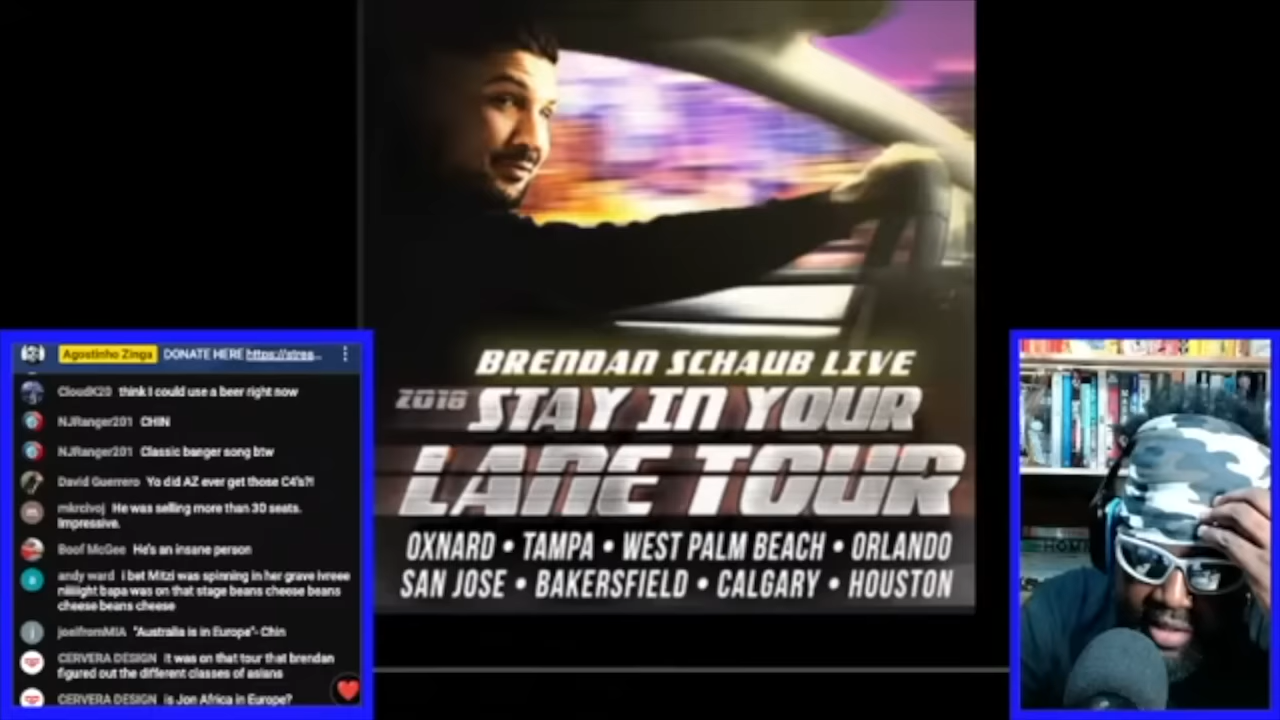 BRENDAN SCHAUB LIVE
2018 STAY IN YOUR
LANE TOUR
OXNARD • TAMPA • WEST PALM BEACH • ORLANDO
SAN JOSE • BAKERSFIELD • CALGARY • HOUSTON
Agostinho Zinga DONATE HERE https://strea...
CloudK20 think I could use a beer right now
NJRanger201 CHIN
NJRanger201 Classic banger song btw
David Guerrero Yo did AZ ever get those C4's?!
mkrcivoj He was selling more than 30 seats.
Impressive.
Boof McGee He's an insane person
andy ward i bet Mitzi was spinning in her grave ivreee
niiiiight bapa was on that stage beans cheese beans
cheese beans cheese
joelfromMIA "Australia is in Europe"- Chin
CERVERA DESIGN it was on that tour that brendan
figured out the different classes of asians
CERVERA DESIGN is Jon Africa in Europe?